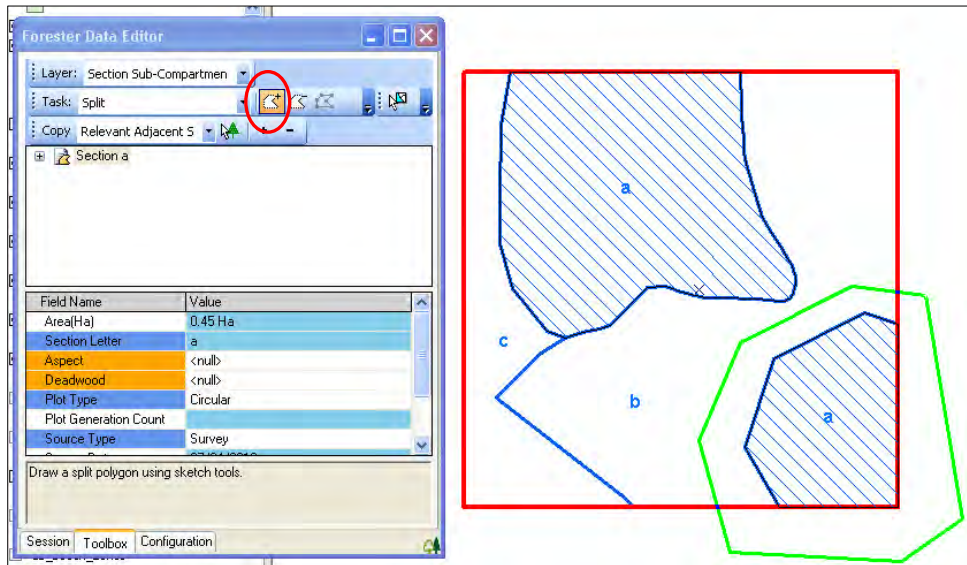 Forester Data Editor
Layer: Section Sub-Compartmen
Task: Split
Copy Relevant Adjacent S + -
Section a
Field Name Value
Area(Ha) 0.45 Ha
Section Letter a
Aspect <null>
Deadwood <null>
Plot Type Circular
Plot Generation Count
Source Type Survey
Draw a split polygon using sketch tools.
Session Toolbox Configuration
a
c
b
a